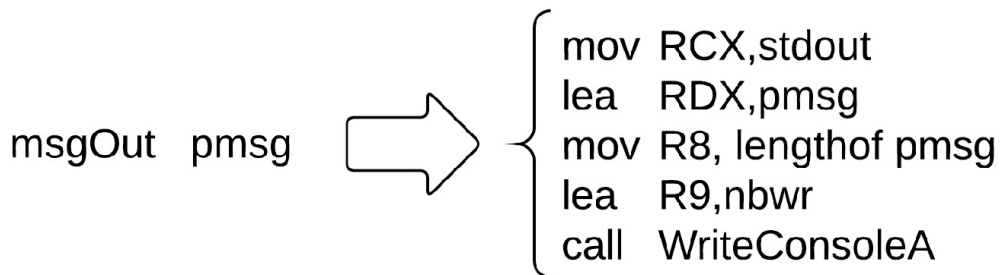 msgOut pmsg
mov RCX,stdout
lea RDX,pmsg
mov R8, lengthof pmsg
lea R9,nbwr
call WriteConsoleA